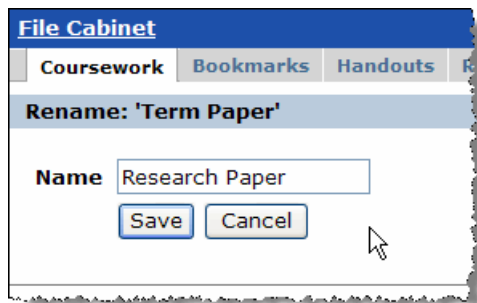 File Cabinet
Coursework Bookmarks Handouts
Rename: 'Term Paper'
Name Research Paper
Save Cancel